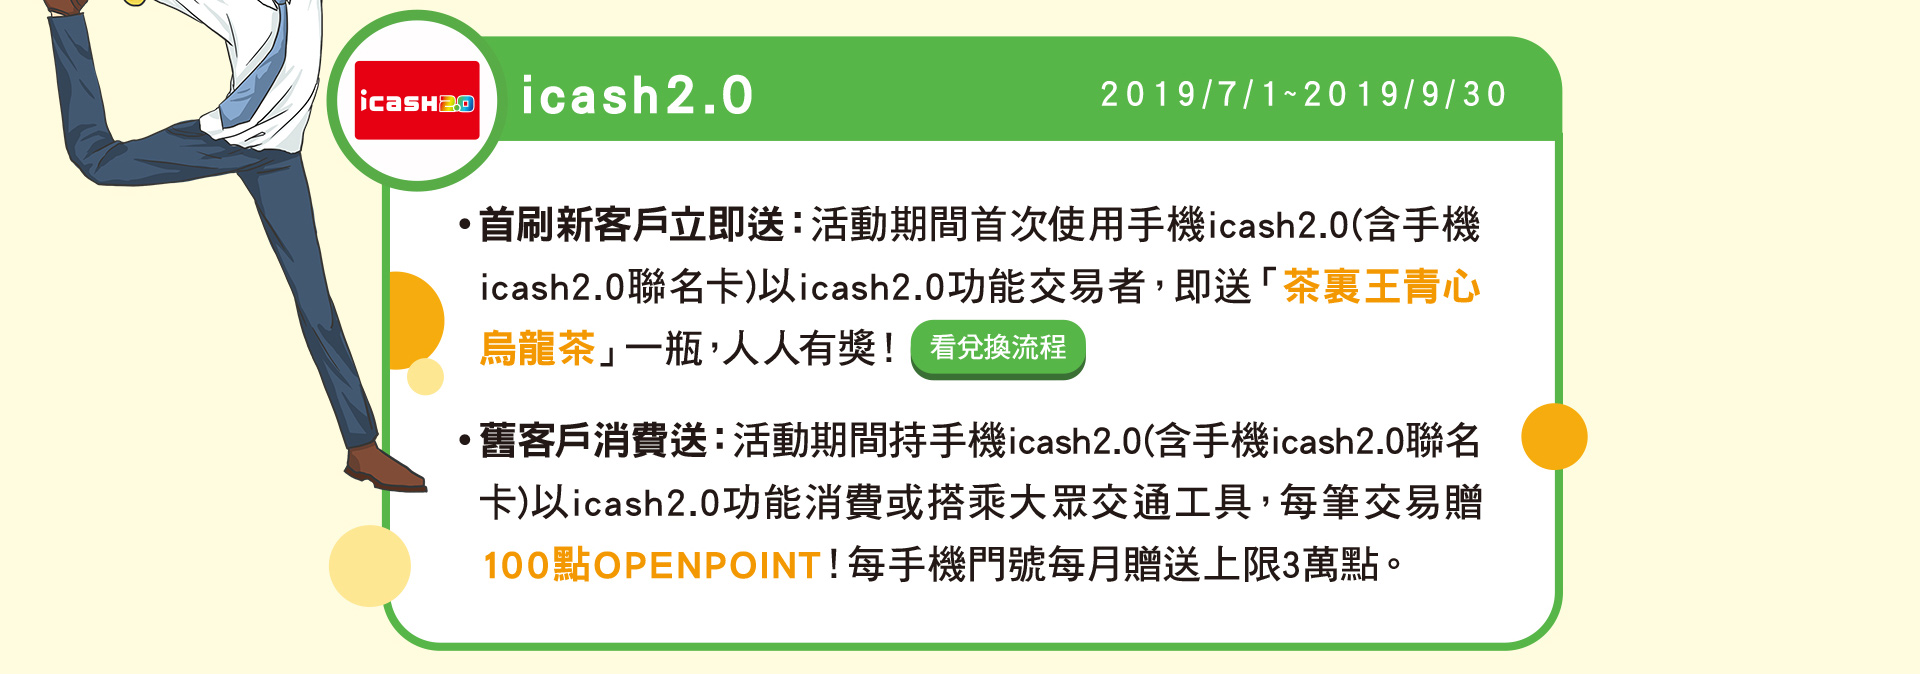 icash2.0
icash2.0
2019/7/1~2019/9/30
•首刷新客戶立即送：活動期間首次使用手機icash2.0(含手機
icash2.0聯名卡)以icash2.0功能交易者，即送「茶裏王青心
烏龍茶」一瓶，人人有獎！ 看兌換流程
•舊客戶消費送：活動期間持手機icash2.0(含手機icash2.0聯名
卡)以icash2.0功能消費或搭乘大眾交通工具，每筆交易贈
100點OPENPOINT！每手機門號每月贈送上限3萬點。